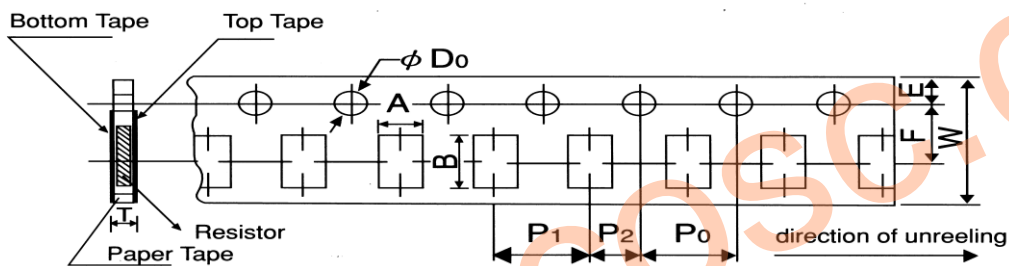 Bottom Tape
Top Tape
ϕ D0
A
B
E
F
W
T
Resistor
Paper Tape
P1
P2
P0
direction of unreeling